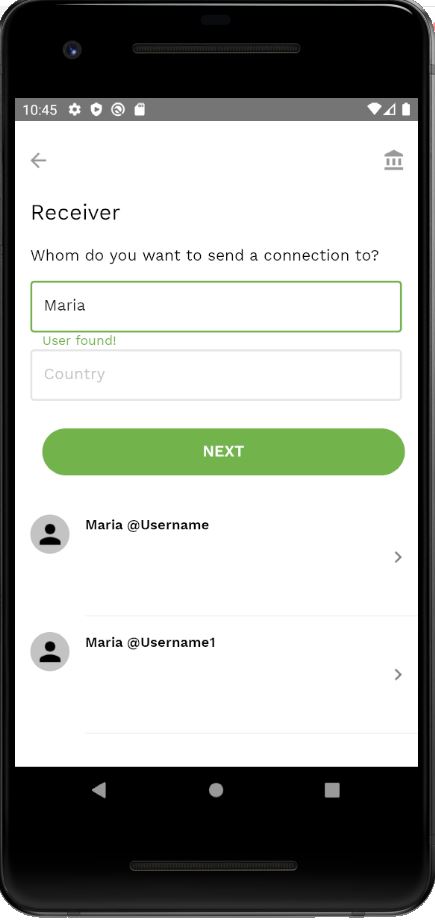 10:45
Receiver
Whom do you want to send a connection to?
Maria
User found!
Country
NEXT
Maria @Username
Maria @Username1